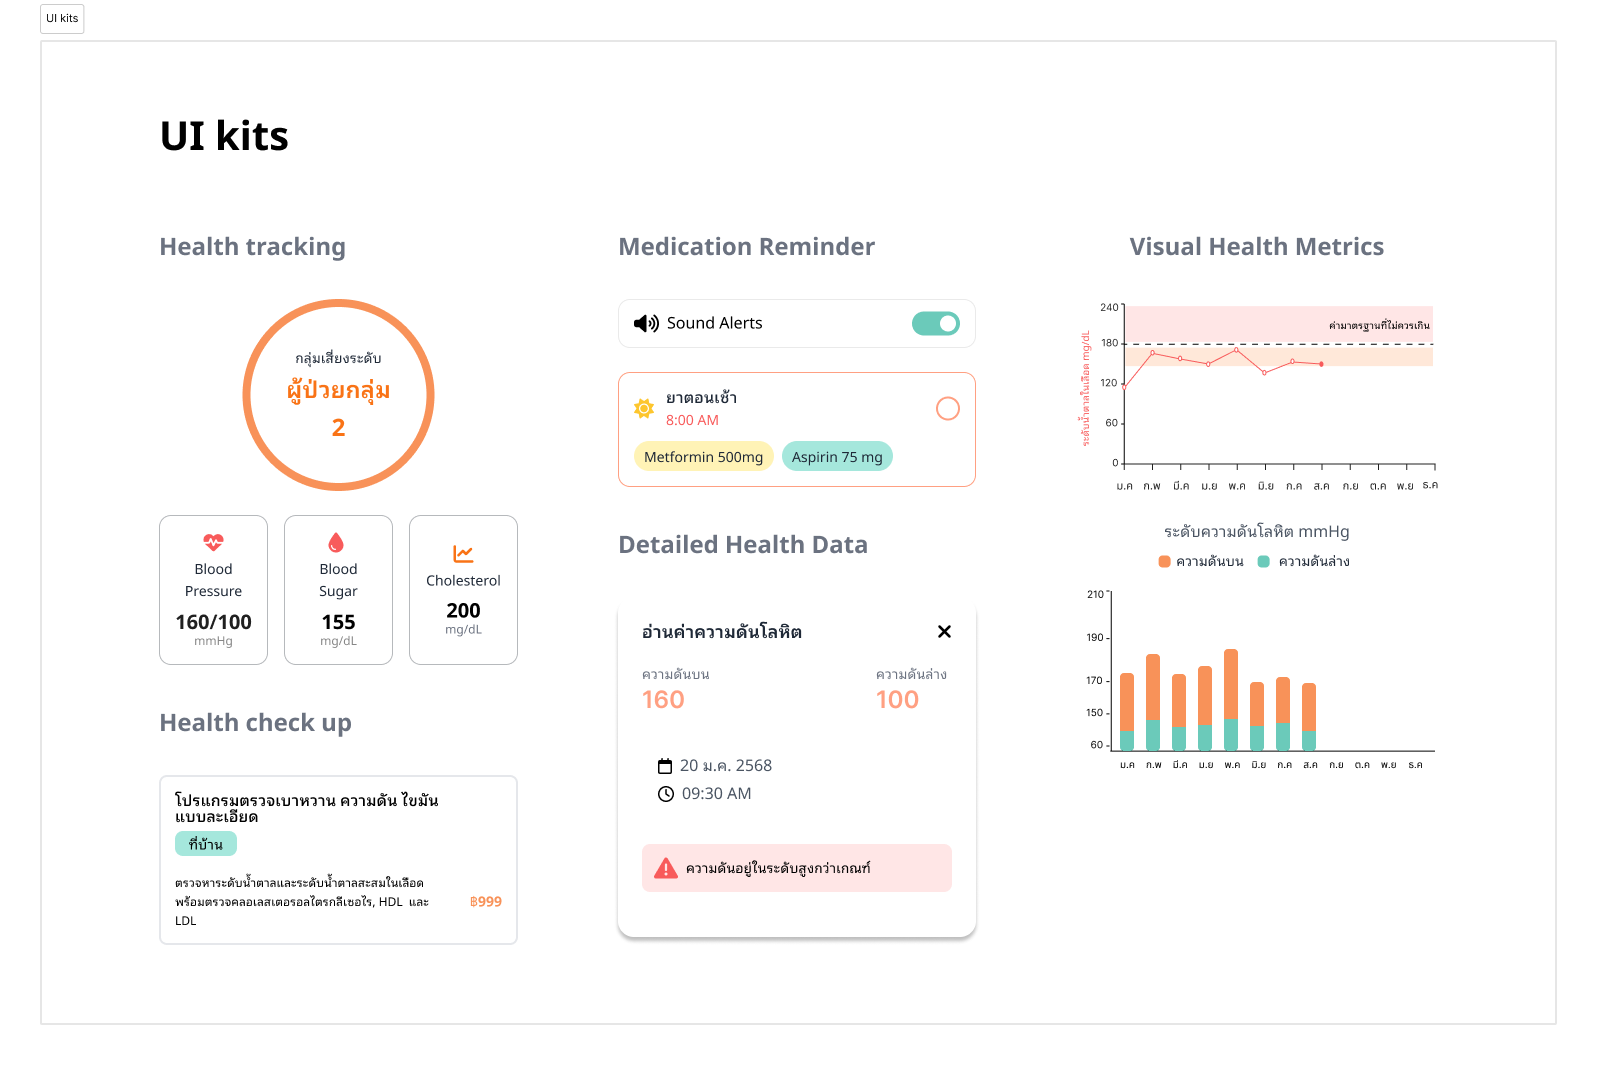 UI kits
UI kits
Health tracking
กลุ่มเสี่ยงระดับ
ผู้ป่วยกลุ่ม
2
Blood
Pressure
160/100
mmHg
Blood
Sugar
155
mg/dL
Cholesterol
200
mg/dL
Health check up
โปรแกรมตรวจเบาหวาน ความดัน ไขมัน
แบบละเอียด
ที่บ้าน
ตรวจหาระดับน้ำตาลและระดับน้ำตาลสะสมในเลือด
พร้อมตรวจคลอเลสเตอรอลไตรกลีเซอไร, HDL และ
LDL
฿999
Medication Reminder
Sound Alerts
ยาตอนเช้า
8:00 AM
Metformin 500mg
Aspirin 75 mg
Detailed Health Data
อ่านค่าความดันโลหิต
ความดันบน
160
ความดันล่าง
100
20 ม.ค. 2568
09:30 AM
ความดันอยู่ในระดับสูงกว่าเกณฑ์
Visual Health Metrics
ระดับน้ำตาลในเลือด mg/dL
240
180
120
60
0
ค่ามาตรฐานที่ไม่ควรเกิน
ม.ค ก.พ มี.ค เม.ย พ.ค มิ.ย ก.ค ส.ค ก.ย ต.ค พ.ย ธ.ค
ระดับความดันโลหิต mmHg
ความดันบน ความดันล่าง
210
190
170
150
60
ม.ค ก.พ มี.ค เม.ย พ.ค มิ.ย ก.ค ส.ค ก.ย ต.ค พ.ย ธ.ค